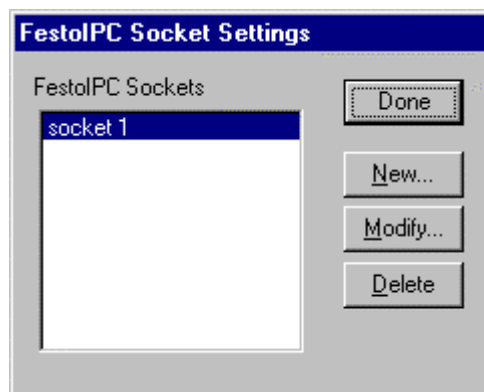 FestoIPC Socket Settings
FestoIPC Sockets
socket 1
Done
New...
Modify...
Delete